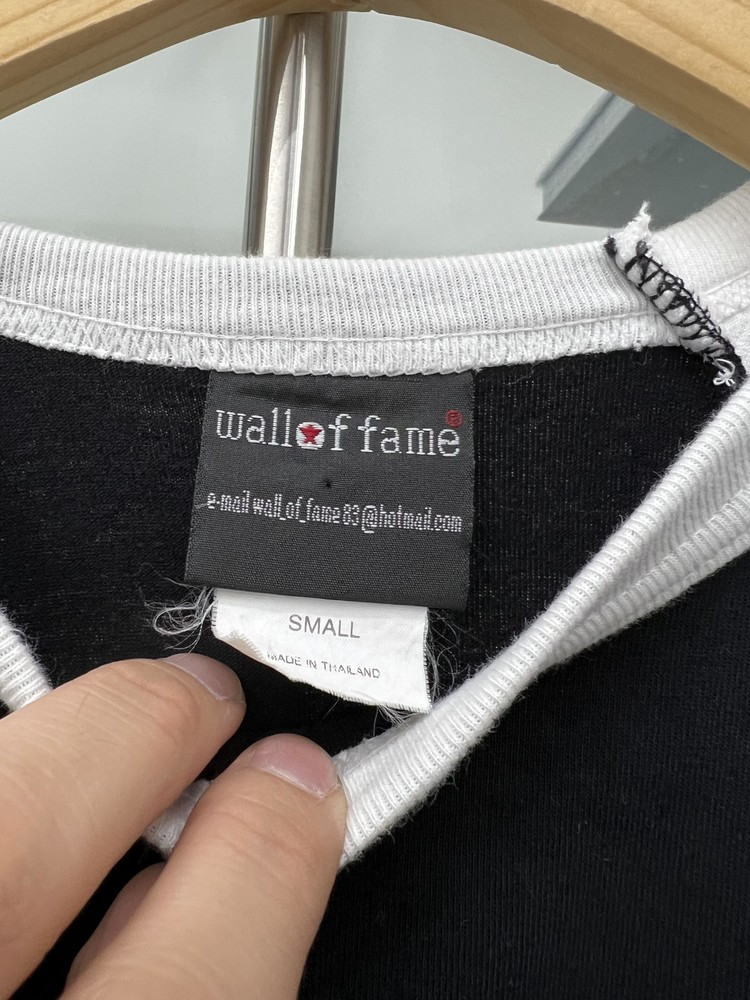 wall of fame®
e-mail wall_of_fame83@hotmail.com
SMALL
MADE IN THAILAND